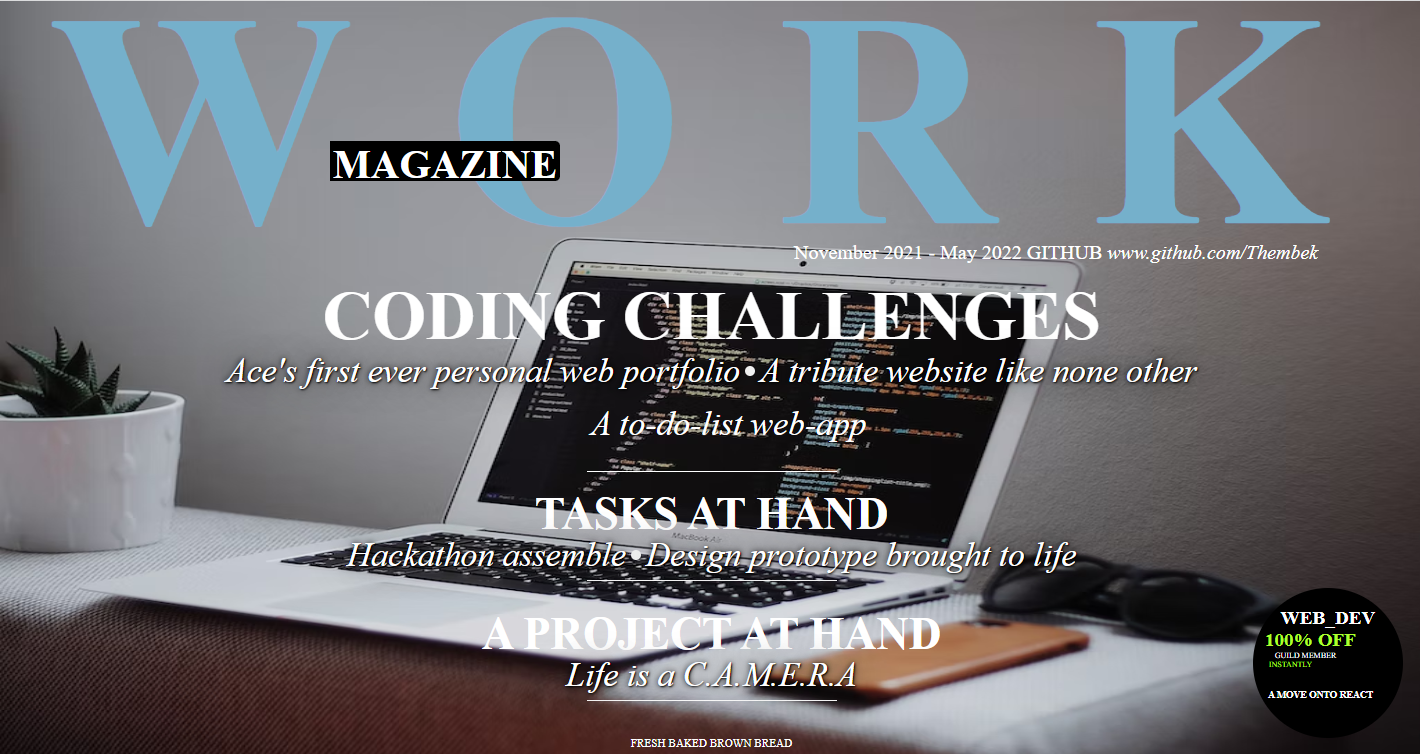 WORK
MAGAZINE
November 2021 - May 2022 GITHUB www.github.com/Thembek
CODING CHALLENGES
Ace's first ever personal web portfolio•A tribute website like none other
A to-do-list web-app
TASKS AT HAND
MacBook Air
Hackathon assemble•Design prototype brought to life
A PROJECT AT HAND
Life is a C.A.M.E.R.A
WEB_DEV
100% OFF
GUILD MEMBER
INSTANTLY
A MOVE ONTO REACT
FRESH BAKED BROWN BREAD